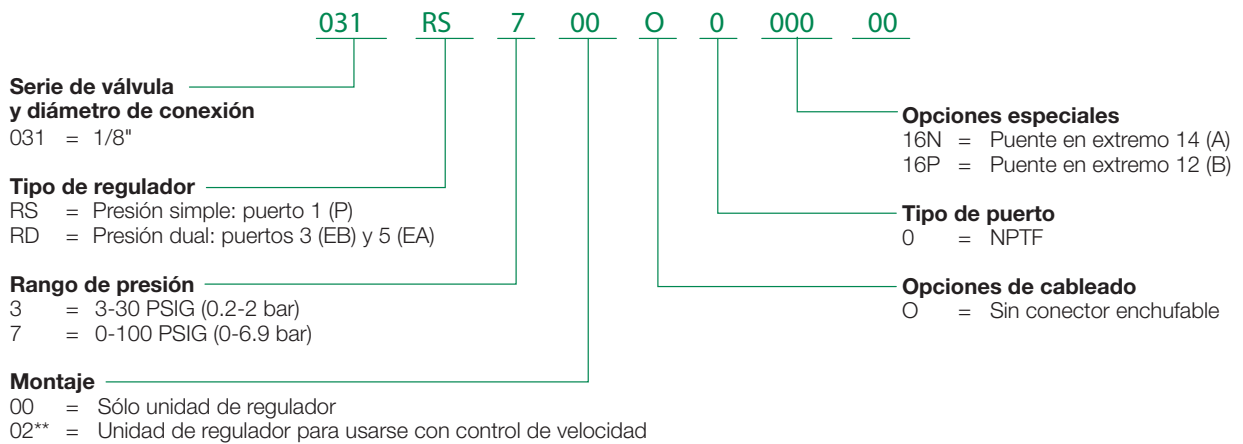 031 RS 7 00 O 0 000 00
Serie de válvula
y diámetro de conexión
031 = 1/8"
Tipo de regulador
RS = Presión simple: puerto 1 (P)
RD = Presión dual: puertos 3 (EB) y 5 (EA)
Rango de presión
3 = 3-30 PSIG (0.2-2 bar)
7 = 0-100 PSIG (0-6.9 bar)
Montaje
00 = Sólo unidad de regulador
02** = Unidad de regulador para usarse con control de velocidad
Opciones especiales
16N = Puente en extremo 14 (A)
16P = Puente en extremo 12 (B)
Tipo de puerto
0 = NPTF
Opciones de cableado
O = Sin conector enchufable